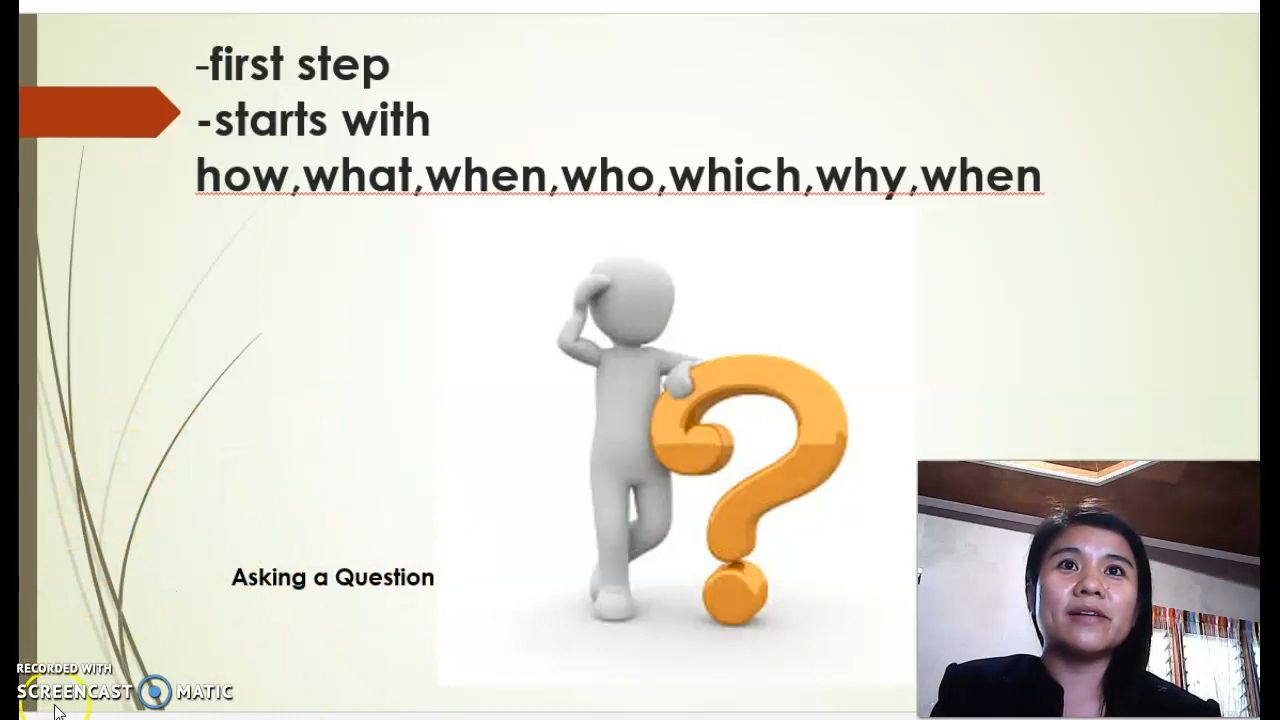 -first step
-starts with
how,what,when,who,which,why,when
Asking a Question
RECORDED WITH
SCREENCAST MATIC